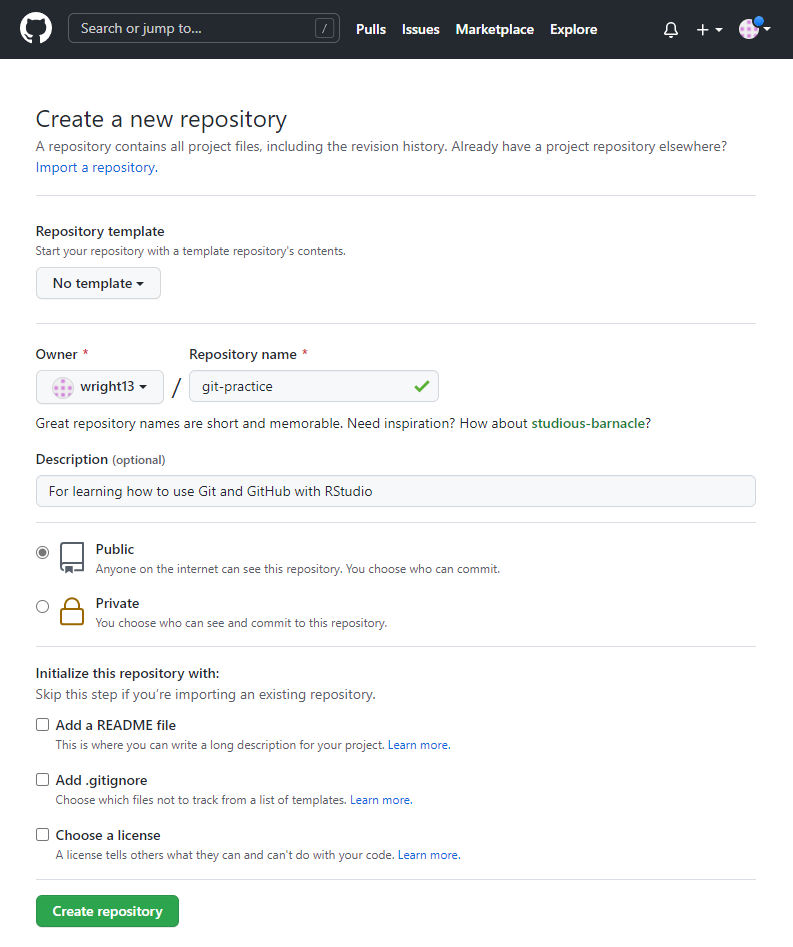 Search or jump to... / Pulls Issues Marketplace Explore
Create a new repository
A repository contains all project files, including the revision history. Already have a project repository elsewhere?
Import a repository.
Repository template
Start your repository with a template repository's contents.
No template
Owner * Repository name *
wright13 / git-practice
Great repository names are short and memorable. Need inspiration? How about studious-barnacle?
Description (optional)
For learning how to use Git and GitHub with RStudio
Public
Anyone on the internet can see this repository. You choose who can commit.
Private
You choose who can see and commit to this repository.
Initialize this repository with:
Skip this step if you’re importing an existing repository.
Add a README file
This is where you can write a long description for your project. Learn more.
Add .gitignore
Choose which files not to track from a list of templates. Learn more.
Choose a license
A license tells others what they can and can't do with your code. Learn more.
Create repository